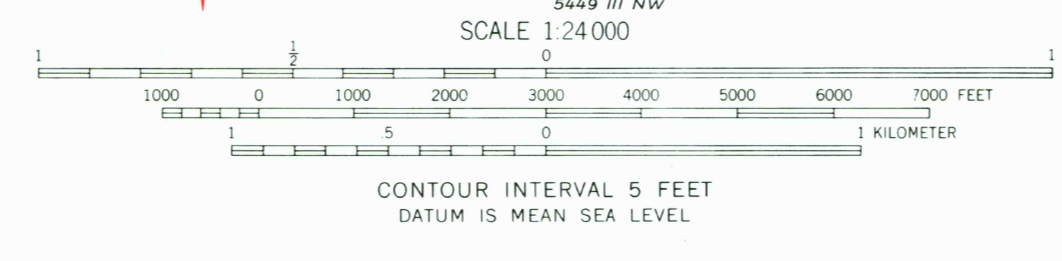 5449 III NW
SCALE 1:24 000
1 1/2 0 1
1000 0 1000 2000 3000 4000 5000 6000 7000 FEET
1 .5 0 1 KILOMETER
CONTOUR INTERVAL 5 FEET
DATUM IS MEAN SEA LEVEL